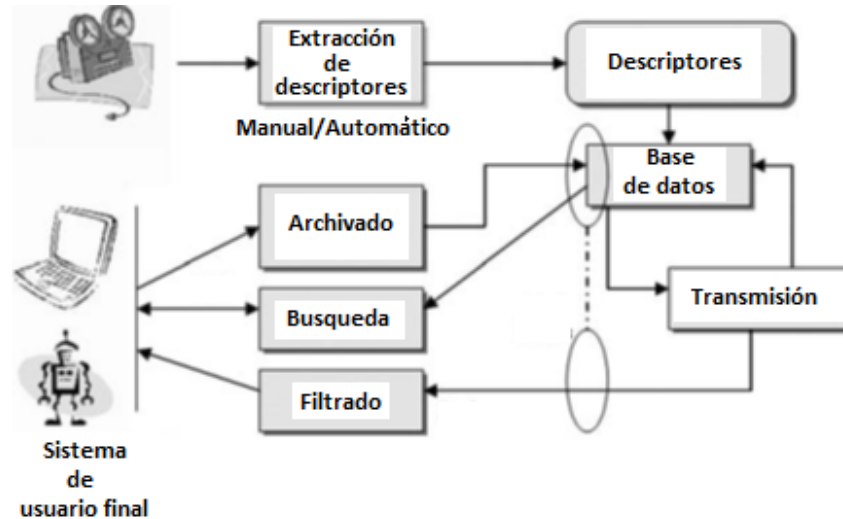 Extracción
de
descriptores
Descriptores
Manual/Automático
Base
de datos
Archivado
Transmisión
Busqueda
Filtrado
Sistema
de
usuario final